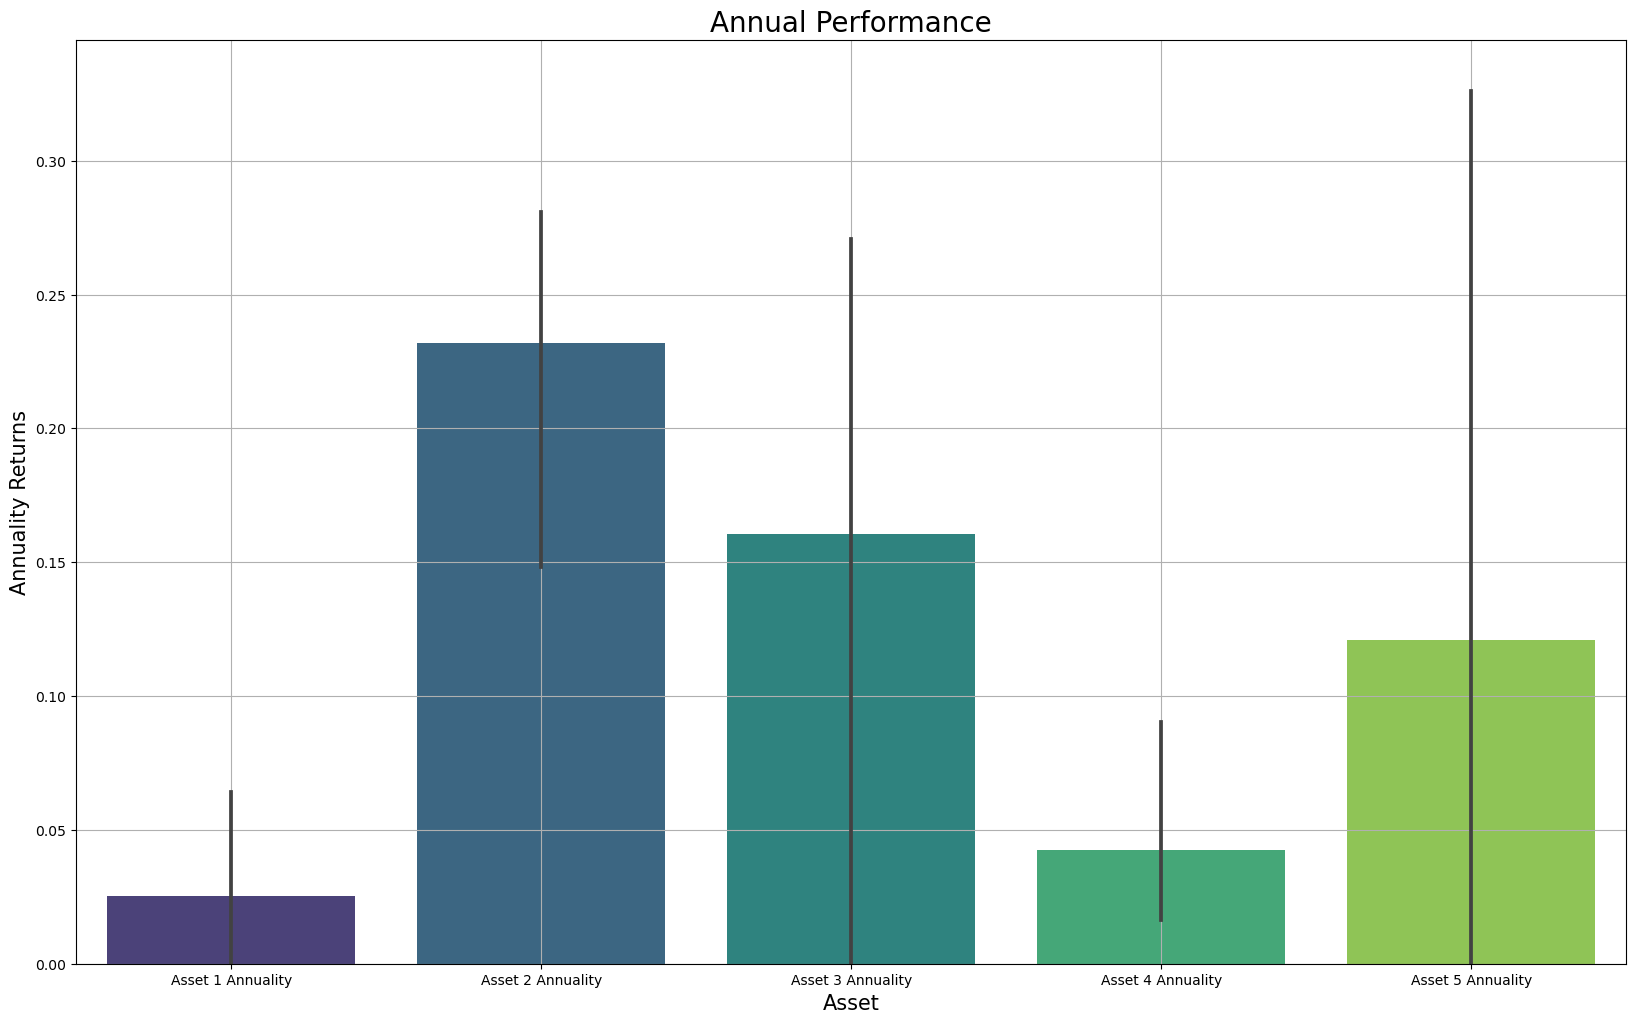 Annual Performance
Annuality Returns
0.30
0.25
0.20
0.15
0.10
0.05
0.00
Asset 1 Annuality
Asset 2 Annuality
Asset 3 Annuality
Asset 4 Annuality
Asset 5 Annuality
Asset